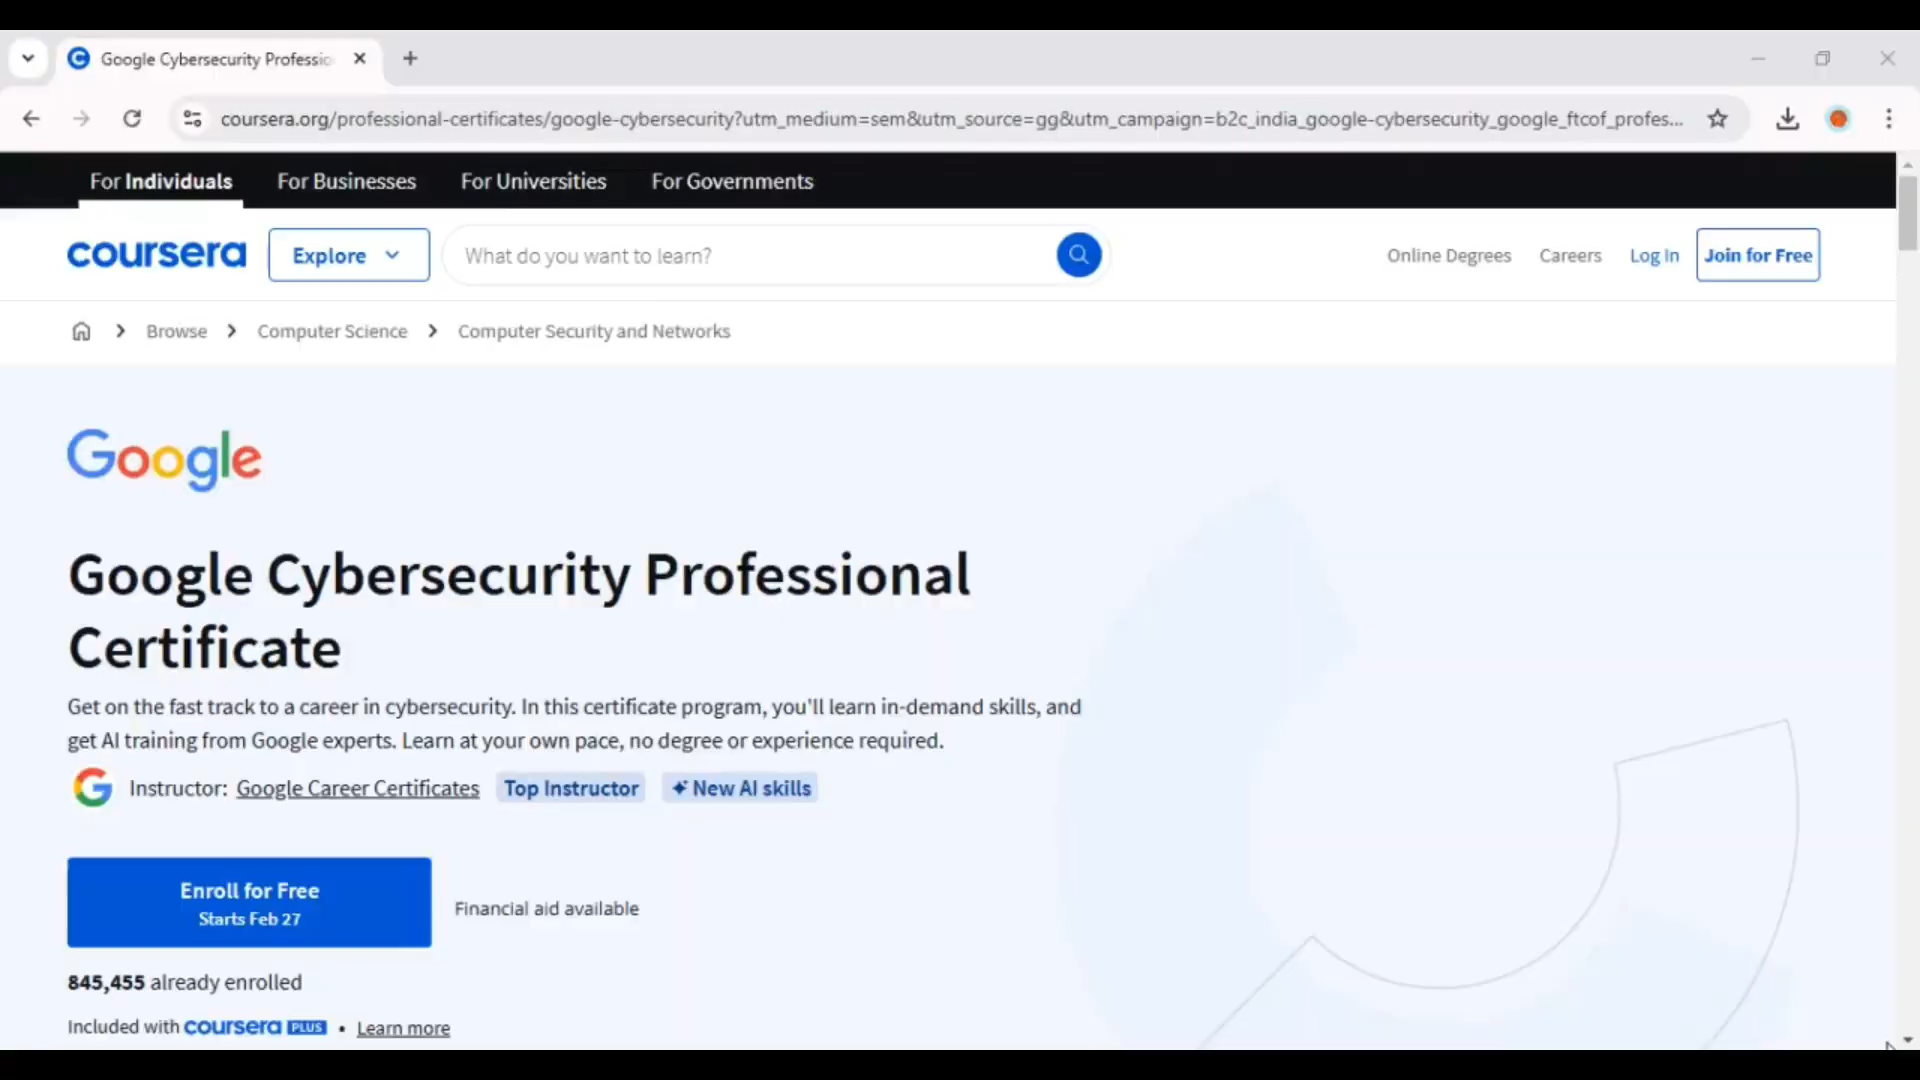 Google Cybersecurity Professio
coursera.org/professional-certificates/google-cybersecurity?utm_medium=sem&utm_source=gg&utm_campaign=b2c_india_google-cybersecurity_google_ftcof_profes...
For Individuals For Businesses For Universities For Governments
coursera Explore What do you want to learn? Online Degrees Careers Log In Join for Free
Browse Computer Science Computer Security and Networks
Google
Google Cybersecurity Professional
Certificate
Get on the fast track to a career in cybersecurity. In this certificate program, you'll learn in-demand skills, and
get AI training from Google experts. Learn at your own pace, no degree or experience required.
G Instructor: Google Career Certificates Top Instructor New AI skills
Enroll for Free
Starts Feb 27
Financial aid available
845,455 already enrolled
Included with coursera PLUS • Learn more